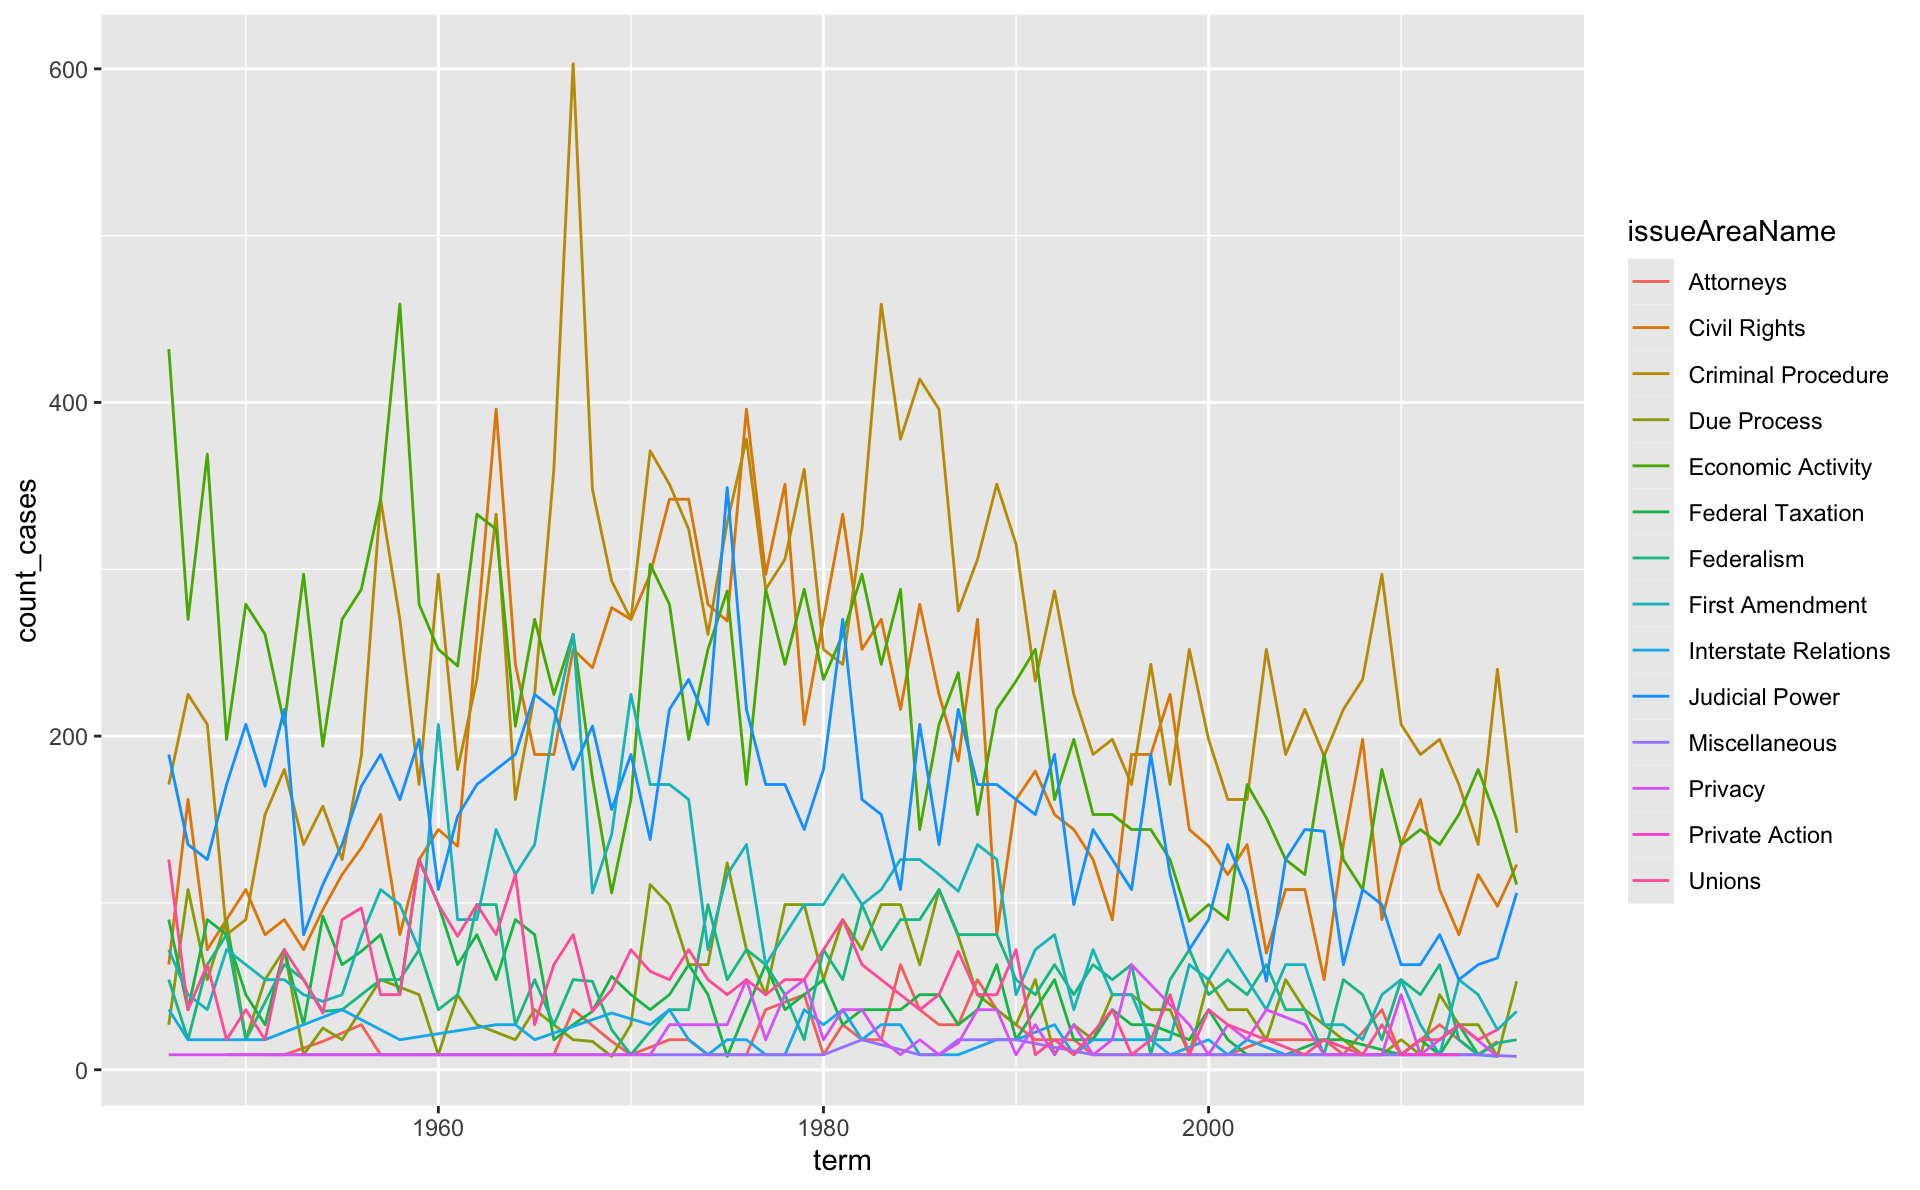 600
400
200
0
count_cases
1960
1980
2000
term
issueAreaName
Attorneys
Civil Rights
Criminal Procedure
Due Process
Economic Activity
Federal Taxation
Federalism
First Amendment
Interstate Relations
Judicial Power
Miscellaneous
Privacy
Private Action
Unions